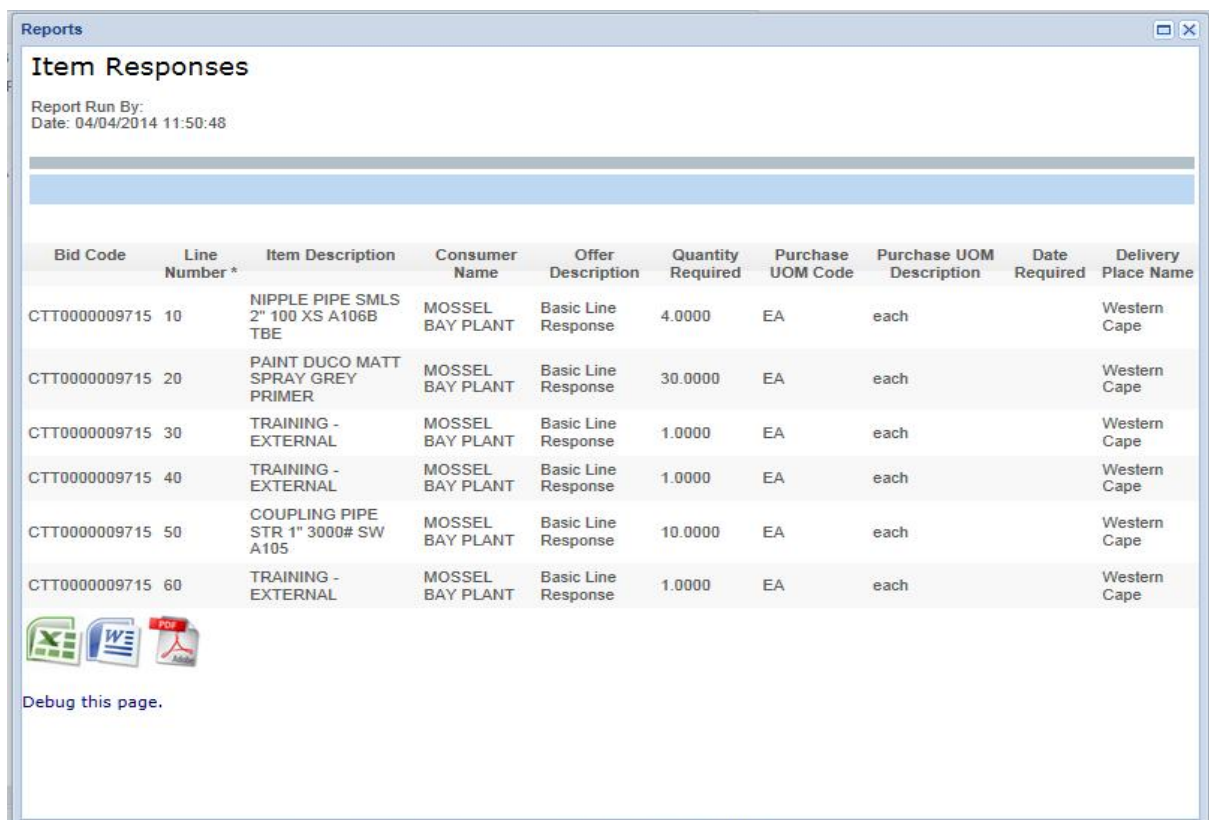 Reports
Item Responses
Report Run By:
Date: 04/04/2014 11:50:48
Bid Code Line Number * Item Description Consumer Name Offer Description Quantity Required Purchase UOM Code Purchase UOM Description Date Required Delivery Place Name
CTT0000009715 10 NIPPLE PIPE SMLS 2" 100 XS A106B TBE MOSSEL BAY PLANT Basic Line Response 4.0000 EA each Western Cape
CTT0000009715 20 PAINT DUCO MATT SPRAY GREY PRIMER MOSSEL BAY PLANT Basic Line Response 30.0000 EA each Western Cape
CTT0000009715 30 TRAINING - EXTERNAL MOSSEL BAY PLANT Basic Line Response 1.0000 EA each Western Cape
CTT0000009715 40 TRAINING - EXTERNAL MOSSEL BAY PLANT Basic Line Response 1.0000 EA each Western Cape
CTT0000009715 50 COUPLING PIPE STR 1" 3000# SW A105 MOSSEL BAY PLANT Basic Line Response 10.0000 EA each Western Cape
CTT0000009715 60 TRAINING - EXTERNAL MOSSEL BAY PLANT Basic Line Response 1.0000 EA each Western Cape
PDF
Adobe
Debug this page.